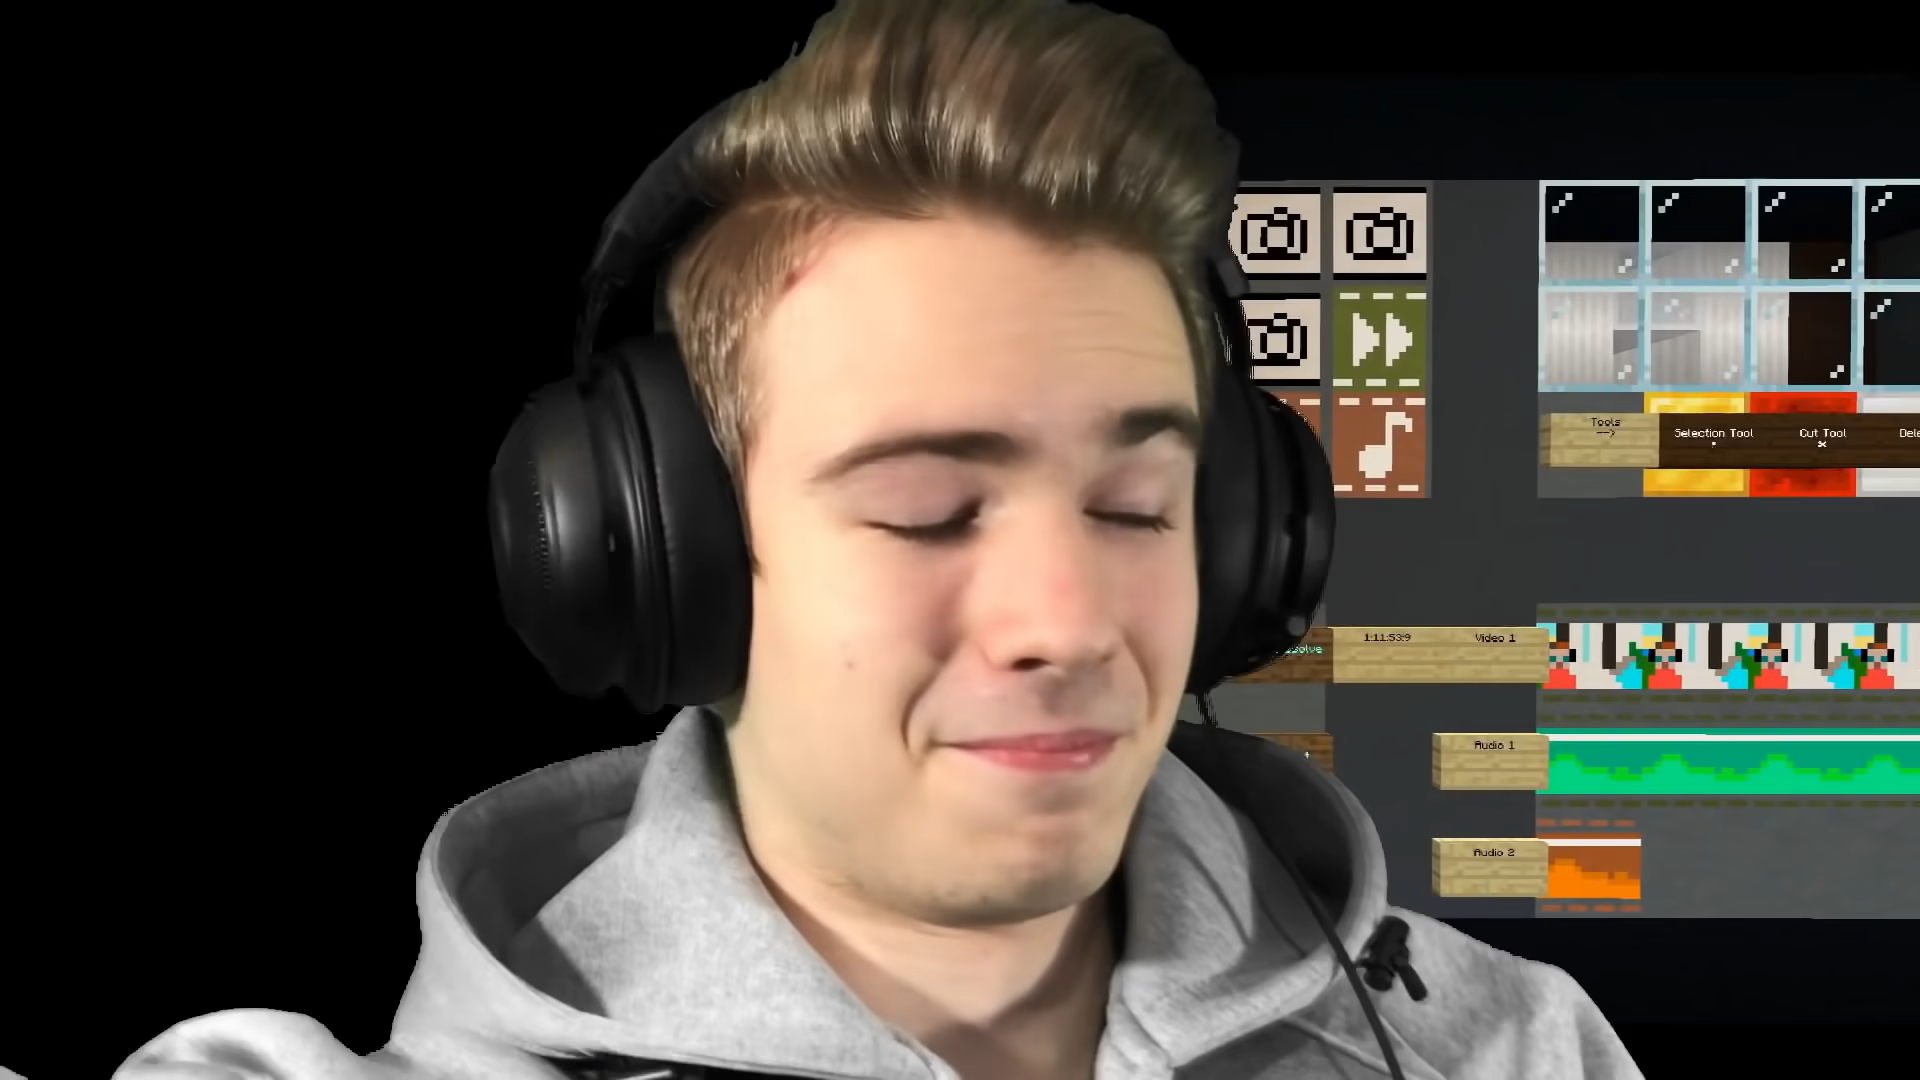 Tools
-->
Selection Tool
Cut Tool
1:11:53:9
Video 1
Audio 1
Audio 2